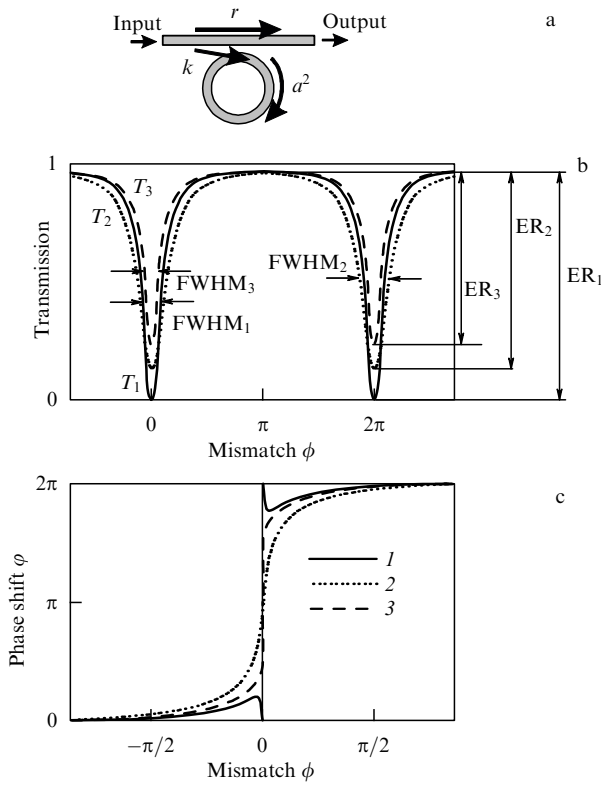 a
r
Input
Output
k
a²
b
1
T₃
T₂
ER₂
FWHM₂
ER₁
FWHM₃
ER₃
FWHM₁
Transmission
T₁
0
0
π
2π
Mismatch ϕ
c
2π
1
2
3
π
Phase shift φ
0
−π/2
0
π/2
Mismatch ϕ